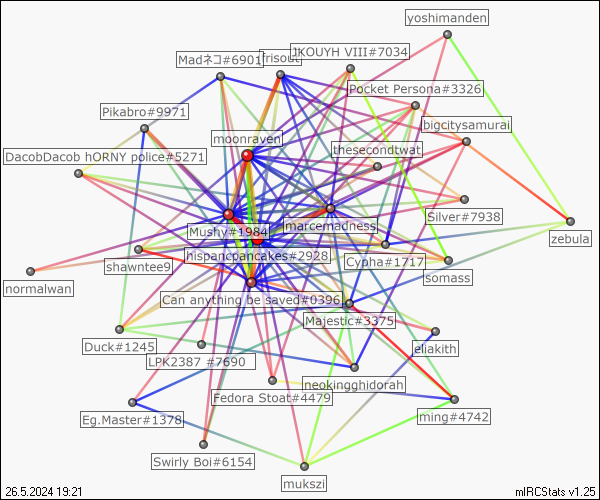 yoshimanden
Madネコ#6901
frisout
JKOUYH VIII#7034
Pocket Persona#3326
Pikabro#9971
bigcitysamurai
moonraven
thesecondtwat
DacobDacob hORNY police#5271
Silver#7938
Mushy#1984
marcemadness
zebula
hispancpancakes#2928
Cypha#1717
shawntee9
somass
normalwan
Can anything be saved#0396
Majestic#3375
Duck#1245
eliakith
LPK2387 #7690
neokingghidorah
Fedora Stoat#4479
Eg.Master#1378
ming#4742
Swirly Boi#6154
mukszi
26.5.2024 19:21
mIRCStats v1.25